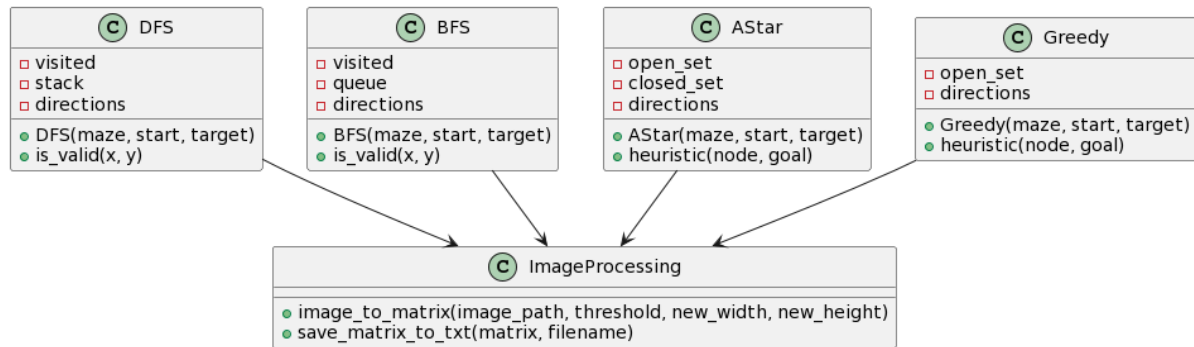 C DFS
visited
stack
directions
DFS(maze, start, target)
is_valid(x, y)
C BFS
visited
queue
directions
BFS(maze, start, target)
is_valid(x, y)
C AStar
open_set
closed_set
directions
AStar(maze, start, target)
heuristic(node, goal)
C Greedy
open_set
directions
Greedy(maze, start, target)
heuristic(node, goal)
C ImageProcessing
image_to_matrix(image_path, threshold, new_width, new_height)
save_matrix_to_txt(matrix, filename)